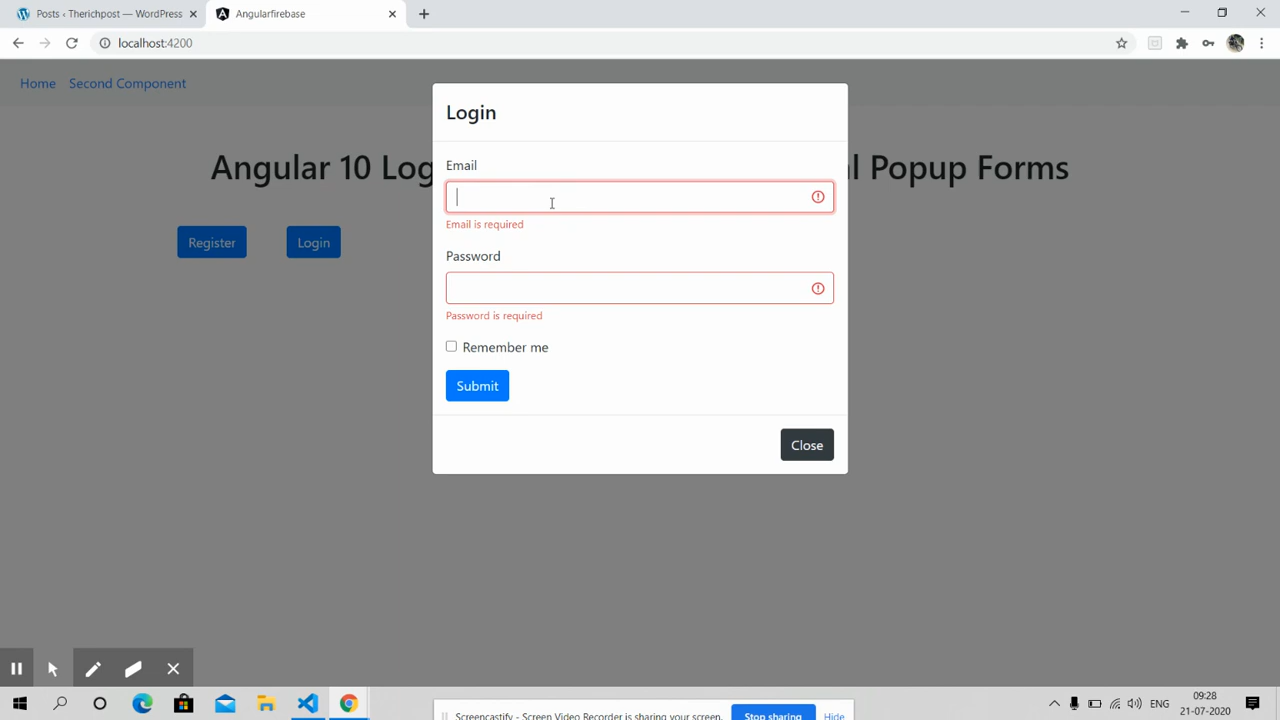 Posts ‹ Therichpost — WordPress
Angularfirebase
localhost:4200
Home Second Component
Login
Angular 10 Log
l Popup Forms
Email
Email is required
Register
Login
Password
Password is required
Remember me
Submit
Close
ENG
09:28
21-07-2020
Screencastify - Screen Video Recorder is sharing your screen.
Stop sharing
Hide